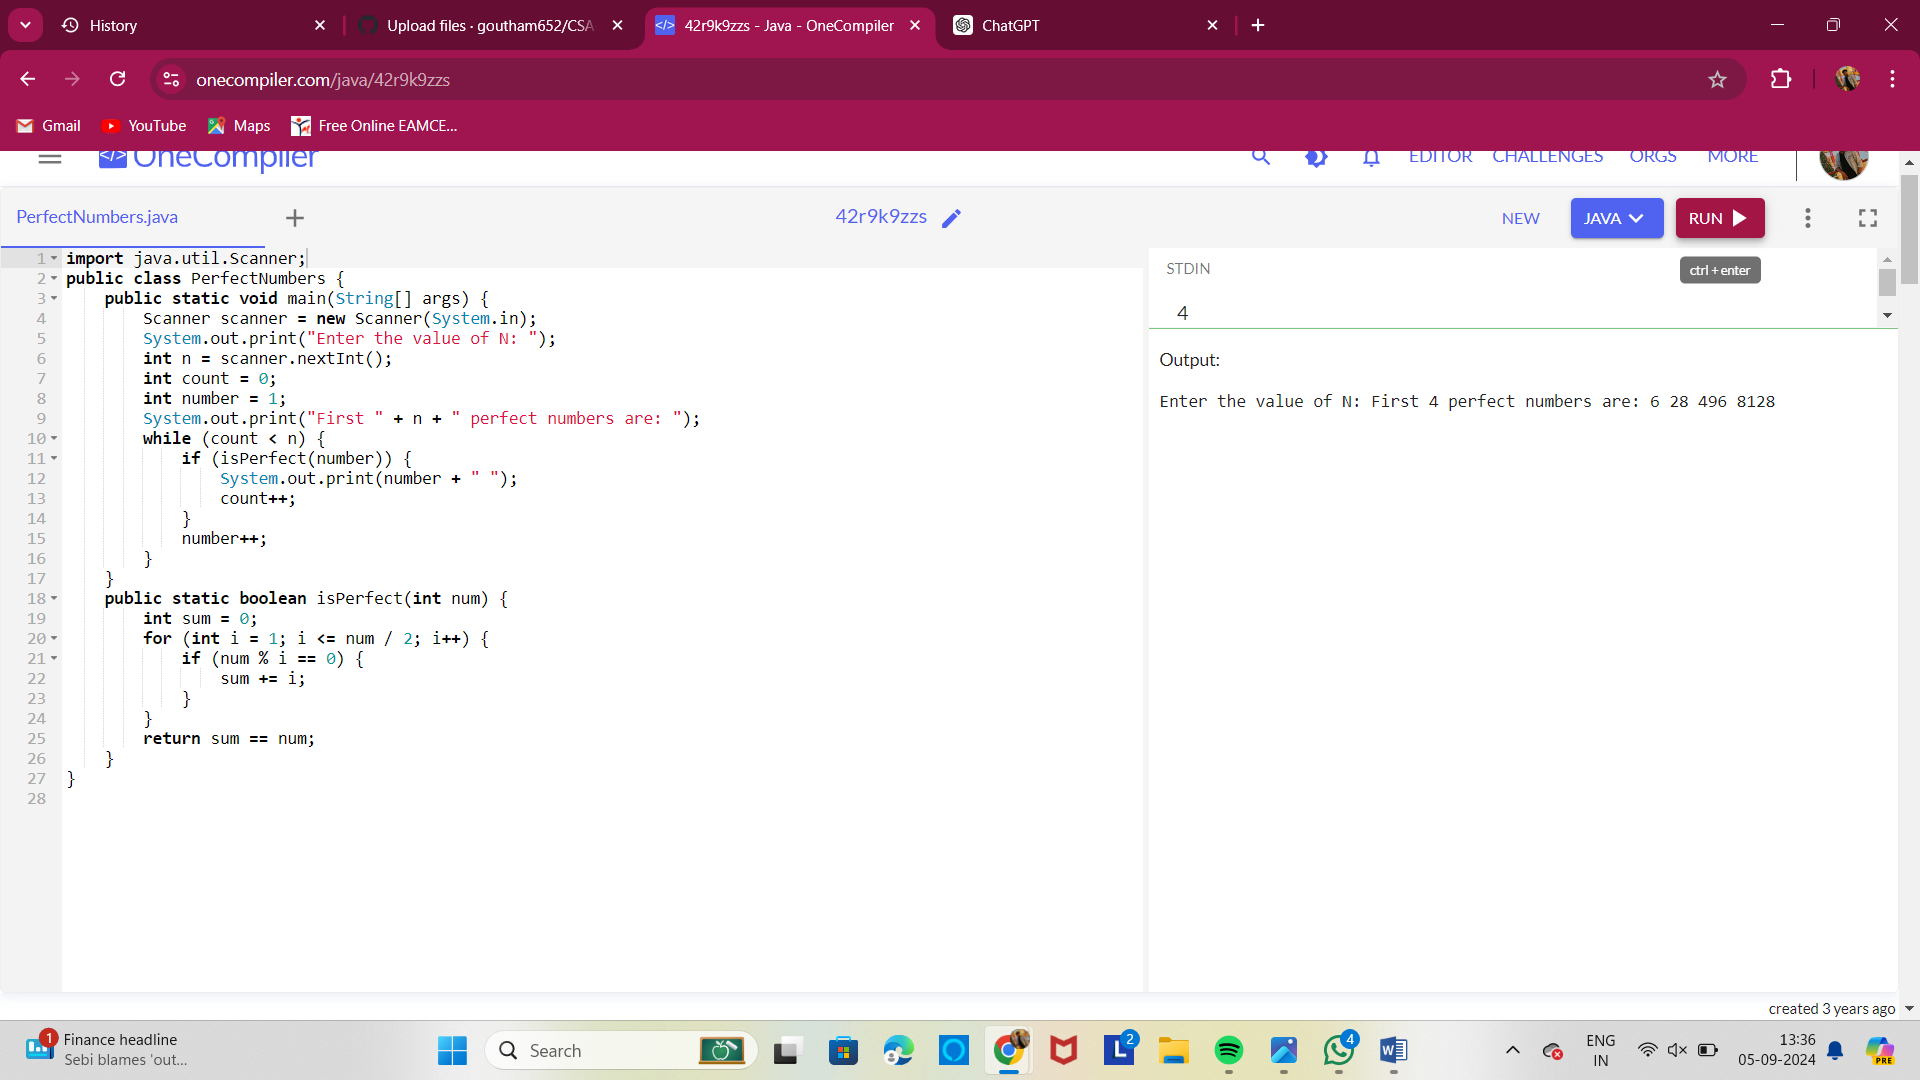 History
Upload files · goutham652/CSA
42r9k9zzs - Java - OneCompiler
ChatGPT
onecompiler.com/java/42r9k9zzs
Gmail
YouTube
Maps
Free Online EAMCE...
OneCompiler
EDITOR
CHALLENGES
ORGS
MORE
PerfectNumbers.java
42r9k9zzs
NEW
JAVA
RUN
ctrl + enter
1 import java.util.Scanner;
2 public class PerfectNumbers {
3 public static void main(String[] args) {
4 Scanner scanner = new Scanner(System.in);
5 System.out.print("Enter the value of N: ");
6 int n = scanner.nextInt();
7 int count = 0;
8 int number = 1;
9 System.out.print("First " + n + " perfect numbers are: ");
10 while (count < n) {
11 if (isPerfect(number)) {
12 System.out.print(number + " ");
13 count++;
14 }
15 number++;
16 }
17 }
18 public static boolean isPerfect(int num) {
19 int sum = 0;
20 for (int i = 1; i <= num / 2; i++) {
21 if (num % i == 0) {
22 sum += i;
23 }
24 }
25 return sum == num;
26 }
27 }
28
STDIN
4
Output:
Enter the value of N: First 4 perfect numbers are: 6 28 496 8128
created 3 years ago
1
Finance headline
Sebi blames 'out...
Search
L
2
4
W
ENG
IN
13:36
05-09-2024
PRE